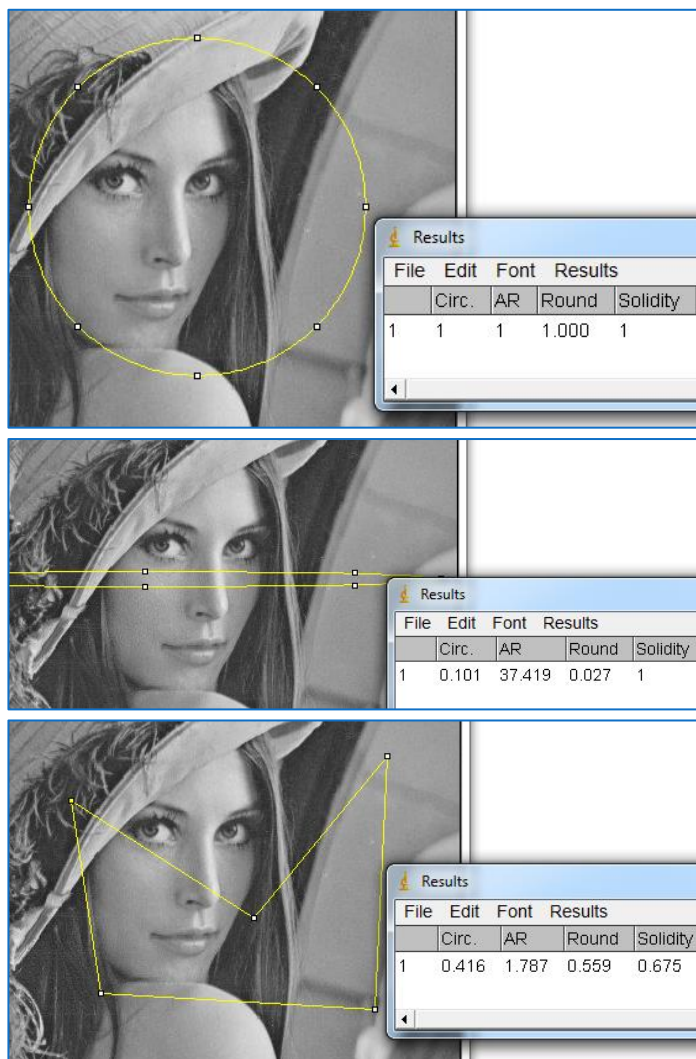 Results
File Edit Font Results
Circ. AR Round Solidity
1 1 1 1.000 1
Results
File Edit Font Results
Circ. AR Round Solidity
1 0.101 37.419 0.027 1
Results
File Edit Font Results
Circ. AR Round Solidity
1 0.416 1.787 0.559 0.675